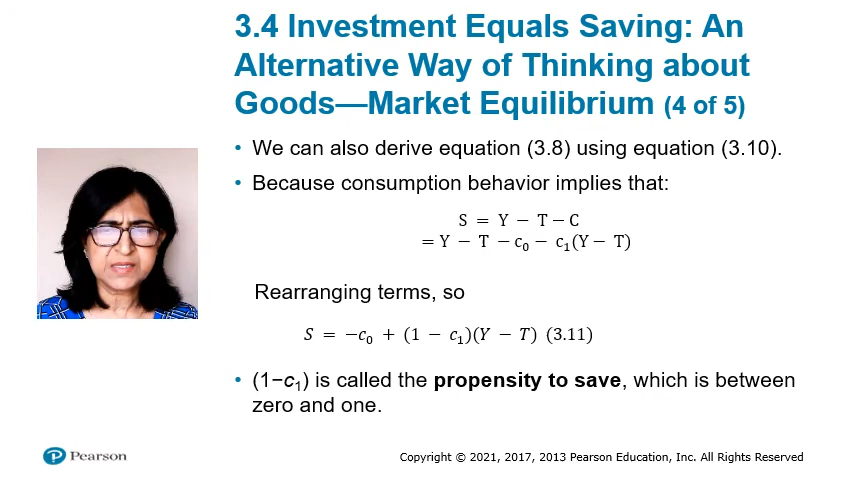 3.4 Investment Equals Saving: An
Alternative Way of Thinking about
Goods—Market Equilibrium (4 of 5)
• We can also derive equation (3.8) using equation (3.10).
• Because consumption behavior implies that:
S = Y − T − C
= Y − T − c₀ − c₁(Y − T)
Rearranging terms, so
S = −c₀ + (1 − c₁)(Y − T) (3.11)
• (1−c₁) is called the propensity to save, which is between
zero and one.
P Pearson
Copyright © 2021, 2017, 2013 Pearson Education, Inc. All Rights Reserved